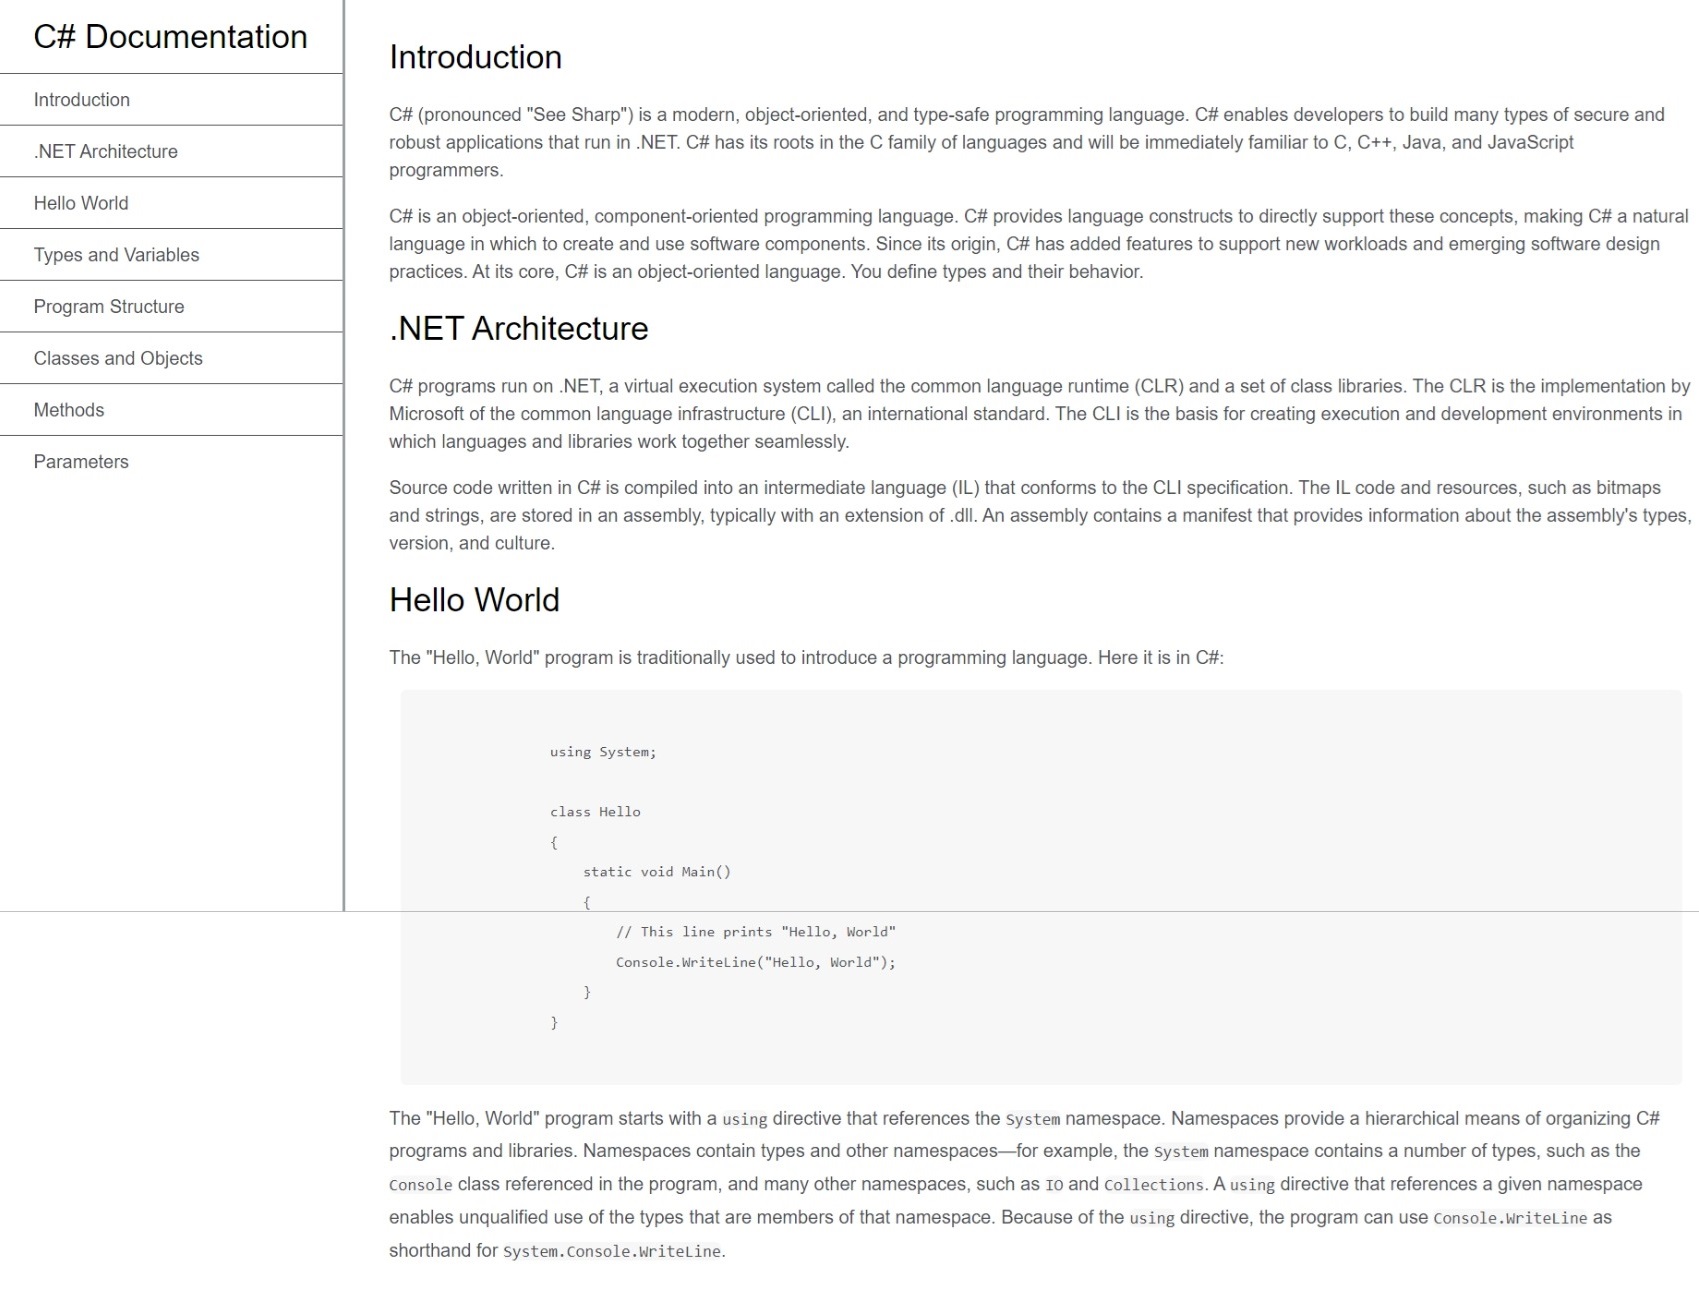 C# Documentation
Introduction
.NET Architecture
Hello World
Types and Variables
Program Structure
Classes and Objects
Methods
Parameters
Introduction
C# (pronounced "See Sharp") is a modern, object-oriented, and type-safe programming language. C# enables developers to build many types of secure and
robust applications that run in .NET. C# has its roots in the C family of languages and will be immediately familiar to C, C++, Java, and JavaScript
programmers.
C# is an object-oriented, component-oriented programming language. C# provides language constructs to directly support these concepts, making C# a natural
language in which to create and use software components. Since its origin, C# has added features to support new workloads and emerging software design
practices. At its core, C# is an object-oriented language. You define types and their behavior.
.NET Architecture
C# programs run on .NET, a virtual execution system called the common language runtime (CLR) and a set of class libraries. The CLR is the implementation by
Microsoft of the common language infrastructure (CLI), an international standard. The CLI is the basis for creating execution and development environments in
which languages and libraries work together seamlessly.
Source code written in C# is compiled into an intermediate language (IL) that conforms to the CLI specification. The IL code and resources, such as bitmaps
and strings, are stored in an assembly, typically with an extension of .dll. An assembly contains a manifest that provides information about the assembly's types,
version, and culture.
Hello World
The "Hello, World" program is traditionally used to introduce a programming language. Here it is in C#:
using System;
class Hello
{
static void Main()
{
// This line prints "Hello, World"
Console.WriteLine("Hello, World");
}
}
The "Hello, World" program starts with a using directive that references the System namespace. Namespaces provide a hierarchical means of organizing C#
programs and libraries. Namespaces contain types and other namespaces—for example, the System namespace contains a number of types, such as the
Console class referenced in the program, and many other namespaces, such as IO and Collections. A using directive that references a given namespace
enables unqualified use of the types that are members of that namespace. Because of the using directive, the program can use Console.WriteLine as
shorthand for System.Console.WriteLine.